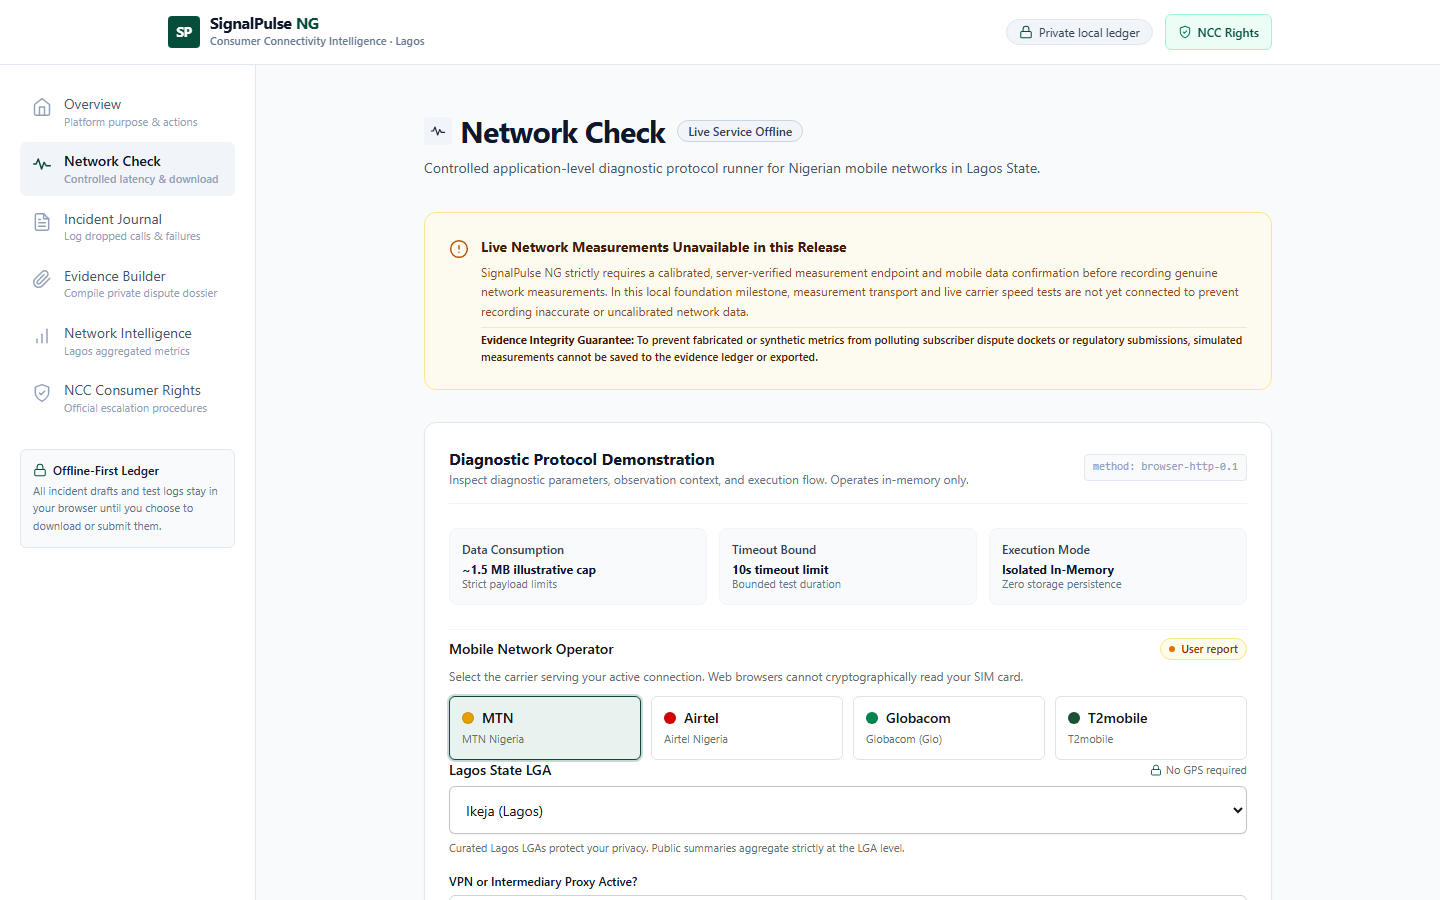 SP
SignalPulse NG
Consumer Connectivity Intelligence · Lagos
Private local ledger
NCC Rights
Overview
Platform purpose & actions
Network Check
Controlled latency & download
Incident Journal
Log dropped calls & failures
Evidence Builder
Compile private dispute dossier
Network Intelligence
Lagos aggregated metrics
NCC Consumer Rights
Official escalation procedures
Offline-First Ledger
All incident drafts and test logs stay in
your browser until you choose to
download or submit them.
Network Check
Live Service Offline
Controlled application-level diagnostic protocol runner for Nigerian mobile networks in Lagos State.
Live Network Measurements Unavailable in this Release
SignalPulse NG strictly requires a calibrated, server-verified measurement endpoint and mobile data confirmation before recording genuine
network measurements. In this local foundation milestone, measurement transport and live carrier speed tests are not yet connected to prevent
recording inaccurate or uncalibrated network data.
Evidence Integrity Guarantee: To prevent fabricated or synthetic metrics from polluting subscriber dispute dockets or regulatory submissions, simulated
measurements cannot be saved to the evidence ledger or exported.
Diagnostic Protocol Demonstration
Inspect diagnostic parameters, observation context, and execution flow. Operates in-memory only.
method: browser-http-0.1
Data Consumption
~1.5 MB illustrative cap
Strict payload limits
Timeout Bound
10s timeout limit
Bounded test duration
Execution Mode
Isolated In-Memory
Zero storage persistence
Mobile Network Operator
User report
Select the carrier serving your active connection. Web browsers cannot cryptographically read your SIM card.
MTN
MTN Nigeria
Airtel
Airtel Nigeria
Globacom
Globacom (Glo)
T2mobile
T2mobile
Lagos State LGA
No GPS required
Ikeja (Lagos)
Curated Lagos LGAs protect your privacy. Public summaries aggregate strictly at the LGA level.
VPN or Intermediary Proxy Active?